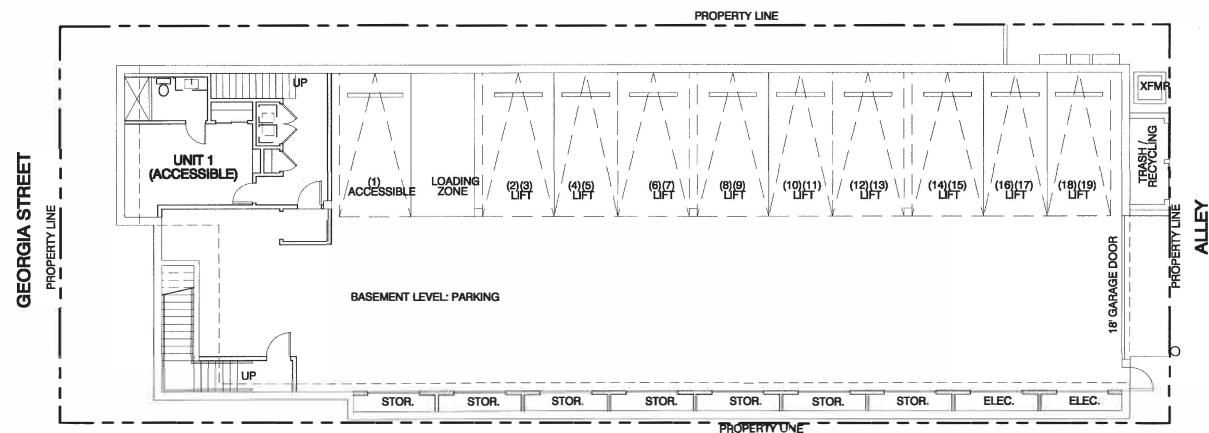 PROPERTY LINE
UP
XFMR
TRASH /
RECYCLING
UNIT 1
(ACCESSIBLE)
(1)
ACCESSIBLE
LOADING
ZONE
(2)(3)
LIFT
(4)(5)
LIFT
(6)(7)
LIFT
(8)(9)
LIFT
(10)(11)
LIFT
(12)(13)
LIFT
(14)(15)
LIFT
(16)(17)
LIFT
(18)(19)
LIFT
GEORGIA STREET
PROPERTY LINE
BASEMENT LEVEL: PARKING
18' GARAGE DOOR
PROPERTY LINE
ALLEY
UP
STOR.
STOR.
STOR.
STOR.
STOR.
STOR.
STOR.
ELEC.
ELEC.
PROPERTY LINE